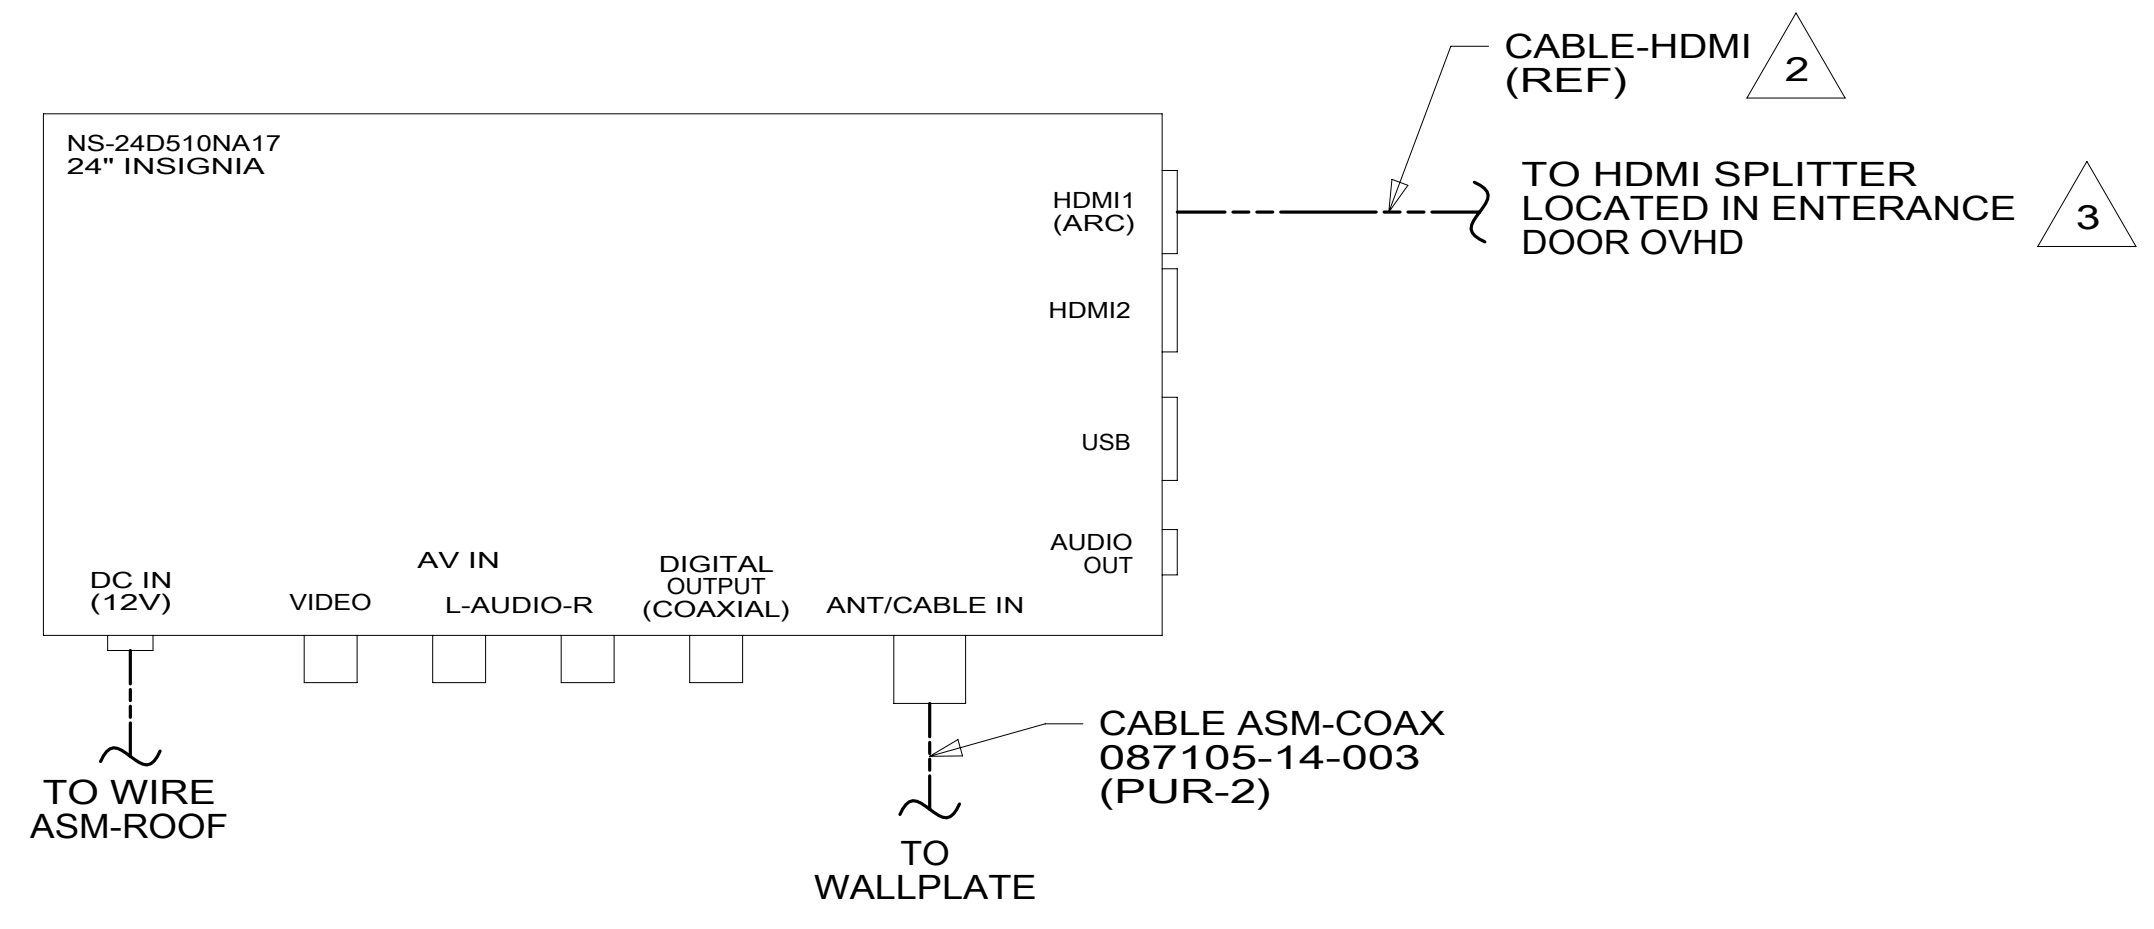 CABLE-HDMI
(REF)
2
NS-24D510NA17
24" INSIGNIA
HDMI1
(ARC)
TO HDMI SPLITTER
LOCATED IN ENTERANCE
DOOR OVHD
3
HDMI2
USB
AUDIO
OUT
DC IN
(12V)
AV IN
VIDEO
L-AUDIO-R
DIGITAL
OUTPUT
(COAXIAL)
ANT/CABLE IN
CABLE ASM-COAX
087105-14-003
(PUR-2)
TO WIRE
ASM-ROOF
TO
WALLPLATE